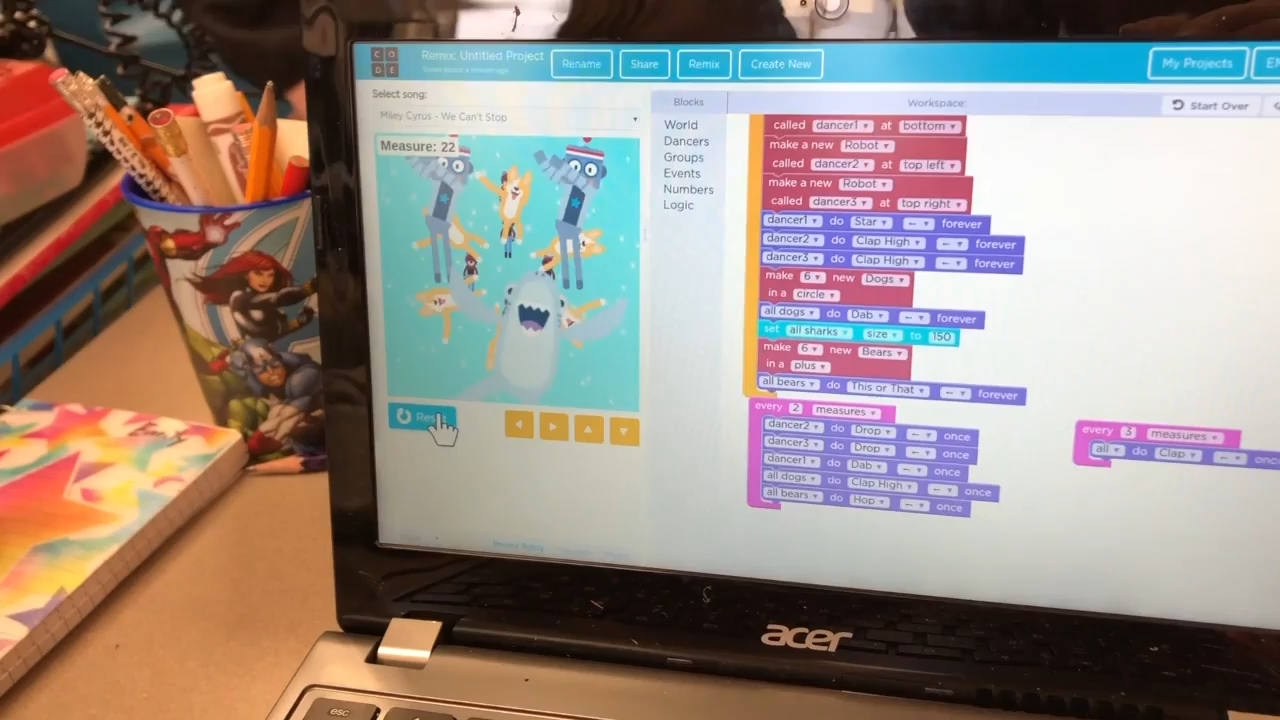 CO
DE
Remix: Untitled Project
Rename
Share
Remix
Create New
My Projects
EN
Select song:
Miley Cyrus - We Can't Stop
Measure: 22
Reset
Blocks
World
Dancers
Groups
Events
Numbers
Logic
Workspace:
Start Over
called dancer1 at bottom
make a new Robot
called dancer2 at top left
make a new Robot
called dancer3 at top right
dancer1 do Star ← forever
dancer2 do Clap High ← forever
dancer3 do Clap High ← forever
make 6 new Dogs
in a circle
all dogs do Dab ← forever
set all sharks size to 150
make 6 new Bears
in a plus
all bears do This or That ← forever
every 2 measures
dancer2 do Drop ← once
dancer3 do Drop ← once
dancer1 do Dab ← once
all dogs do Clap High ← once
all bears do Hop ← once
every 3 measures
all do Clap ← once
acer
esc